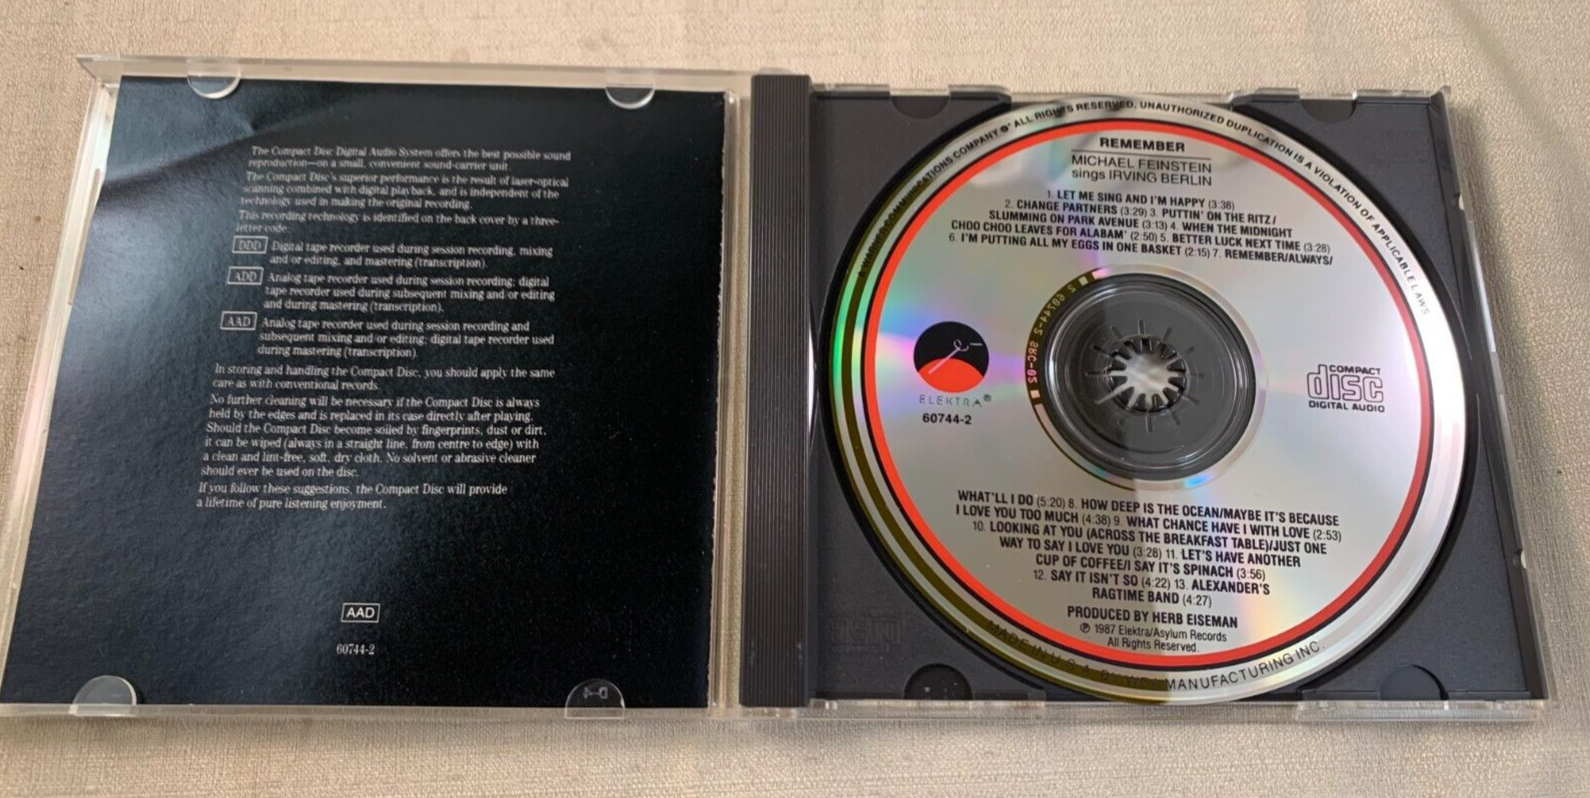 The Compact Disc Digital Audio System offers the best possible sound
reproduction—on a small, convenient sound-carrier unit.
The Compact Disc's superior performance is the result of laser-optical
scanning combined with digital playback, and is independent of the
technology used in making the original recording.
This recording technology is identified on the back cover by a three-
letter code:
DDD Digital tape recorder used during session recording, mixing
and/or editing, and mastering (transcription).
ADD Analog tape recorder used during session recording; digital
tape recorder used during subsequent mixing and/or editing
and during mastering (transcription).
AAD Analog tape recorder used during session recording and
subsequent mixing and/or editing; digital tape recorder used
during mastering (transcription).
In storing and handling the Compact Disc, you should apply the same
care as with conventional records.
No further cleaning will be necessary if the Compact Disc is always
held by the edges and is replaced in its case directly after playing.
Should the Compact Disc become soiled by fingerprints, dust or dirt,
it can be wiped (always in a straight line, from centre to edge) with
a clean and lint-free, soft, dry cloth. No solvent or abrasive cleaner
should ever be used on the disc.
If you follow these suggestions, the Compact Disc will provide
a lifetime of pure listening enjoyment.
AAD
60744-2
COMMUNICATIONS COMPANY ℗ ALL RIGHTS RESERVED, UNAUTHORIZED DUPLICATION IS A VIOLATION OF APPLICABLE LAWS
REMEMBER
MICHAEL FEINSTEIN
sings IRVING BERLIN
1. LET ME SING AND I'M HAPPY (3:38)
2. CHANGE PARTNERS (3:29) 3. PUTTIN' ON THE RITZ/
SLUMMING ON PARK AVENUE (3:13) 4. WHEN THE MIDNIGHT
CHOO CHOO LEAVES FOR ALABAM' (2:50) 5. BETTER LUCK NEXT TIME (3:28)
6. I'M PUTTING ALL MY EGGS IN ONE BASKET (2:15) 7. REMEMBER/ALWAYS/
2 60744-2 SRC-02
ELEKTRA®
60744-2
COMPACT
disc
DIGITAL AUDIO
WHAT'LL I DO (5:20) 8. HOW DEEP IS THE OCEAN/MAYBE IT'S BECAUSE
I LOVE YOU TOO MUCH (4:38) 9. WHAT CHANCE HAVE I WITH LOVE (2:53)
10. LOOKING AT YOU (ACROSS THE BREAKFAST TABLE)/JUST ONE
WAY TO SAY I LOVE YOU (3:28) 11. LET'S HAVE ANOTHER
CUP OF COFFEE/I SAY IT'S SPINACH (3:56)
12. SAY IT ISN'T SO (4:22) 13. ALEXANDER'S
RAGTIME BAND (4:27)
PRODUCED BY HERB EISEMAN
℗ 1987 Elektra/Asylum Records
All Rights Reserved.
MADE IN U.S.A. BY WEA MANUFACTURING INC.
D-4